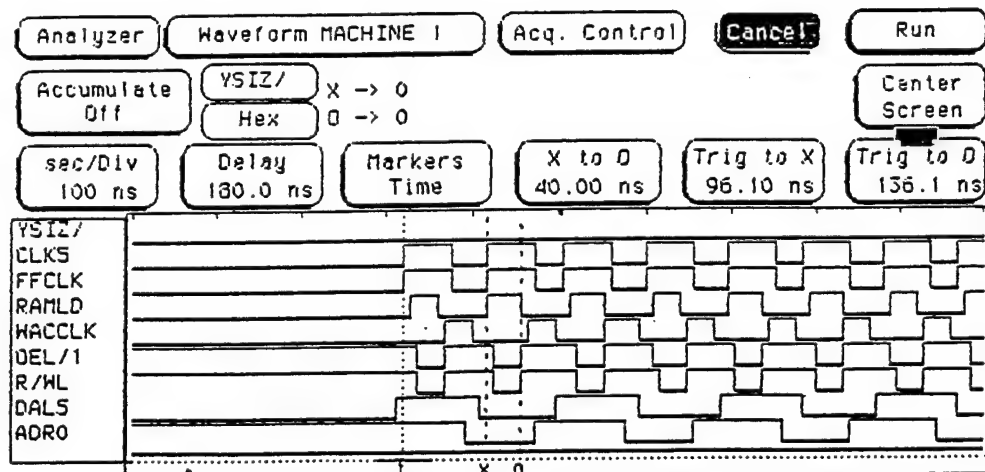 Analyzer Waveform MACHINE 1 Acq. Control Cancel Run
Accumulate Off YSIZ/ X -> 0 Center Screen
Hex O -> 0
sec/Div 100 ns Delay 180.0 ns Markers Time X to O 40.00 ns Trig to X 96.10 ns Trig to O 136.1 ns
YSIZ/
CLKS
FFCLK
RAMLD
WACCLK
DEL/1
R/WL
DALS
ADRO
X O